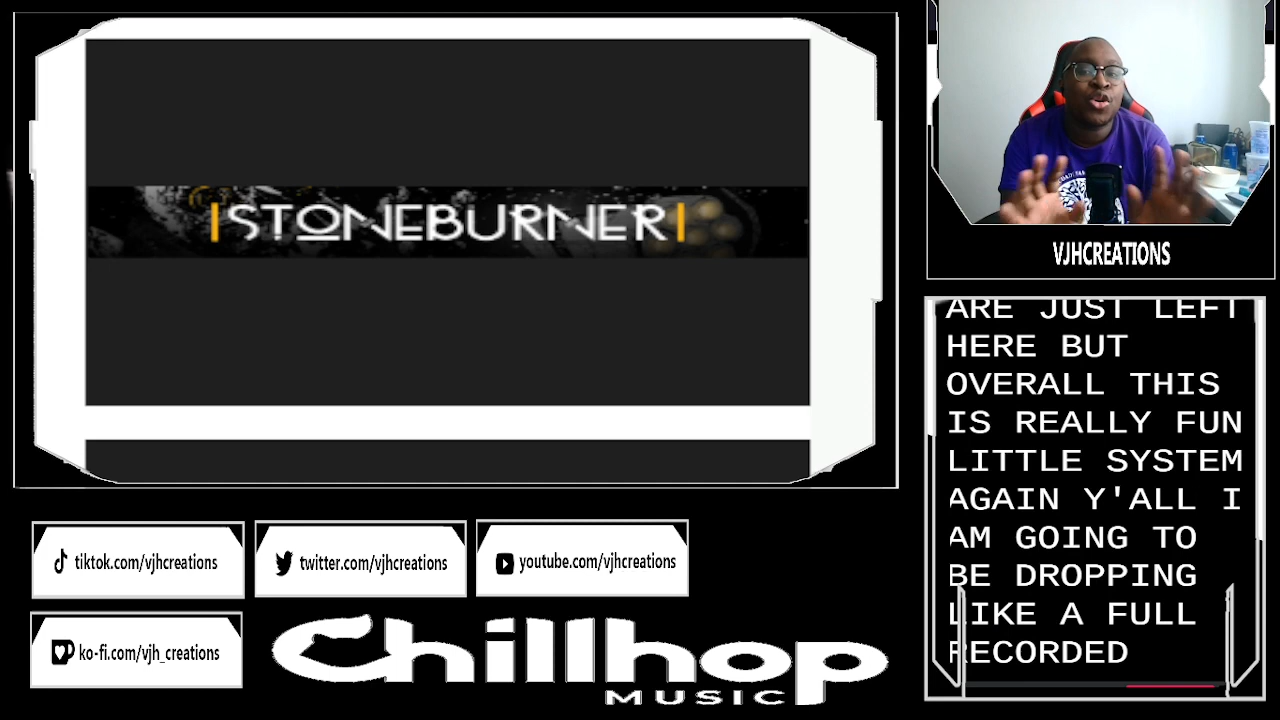 |STONEBURNER|
VJHCREATIONS
ARE JUST LEFT
HERE BUT
OVERALL THIS
IS REALLY FUN
LITTLE SYSTEM
AGAIN Y'ALL I
AM GOING TO
BE DROPPING
LIKE A FULL
RECORDED
tiktok.com/vjhcreations
twitter.com/vjhcreations
youtube.com/vjhcreations
ko-fi.com/vjh_creations
Chillhop
MUSIC